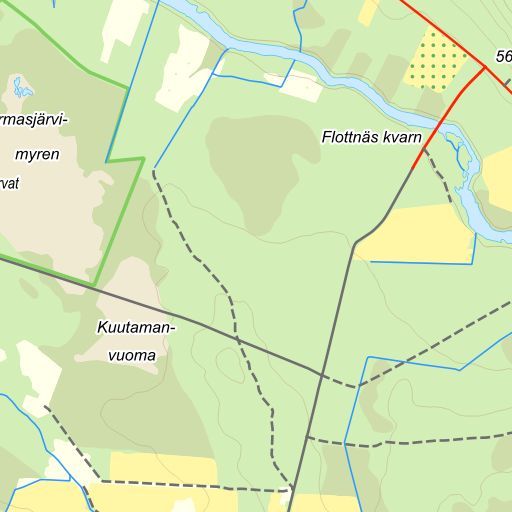 56
Flottnäs kvarn
rmasjärvi-
myren
rvat
Kuutaman-
vuoma